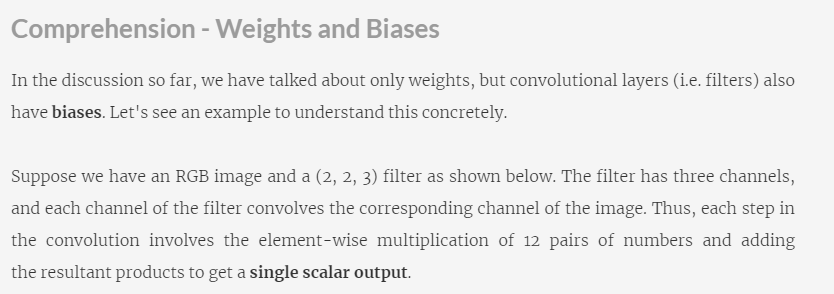 Comprehension - Weights and Biases
In the discussion so far, we have talked about only weights, but convolutional layers (i.e. filters) also
have biases. Let's see an example to understand this concretely.
Suppose we have an RGB image and a (2, 2, 3) filter as shown below. The filter has three channels,
and each channel of the filter convolves the corresponding channel of the image. Thus, each step in
the convolution involves the element-wise multiplication of 12 pairs of numbers and adding
the resultant products to get a single scalar output.